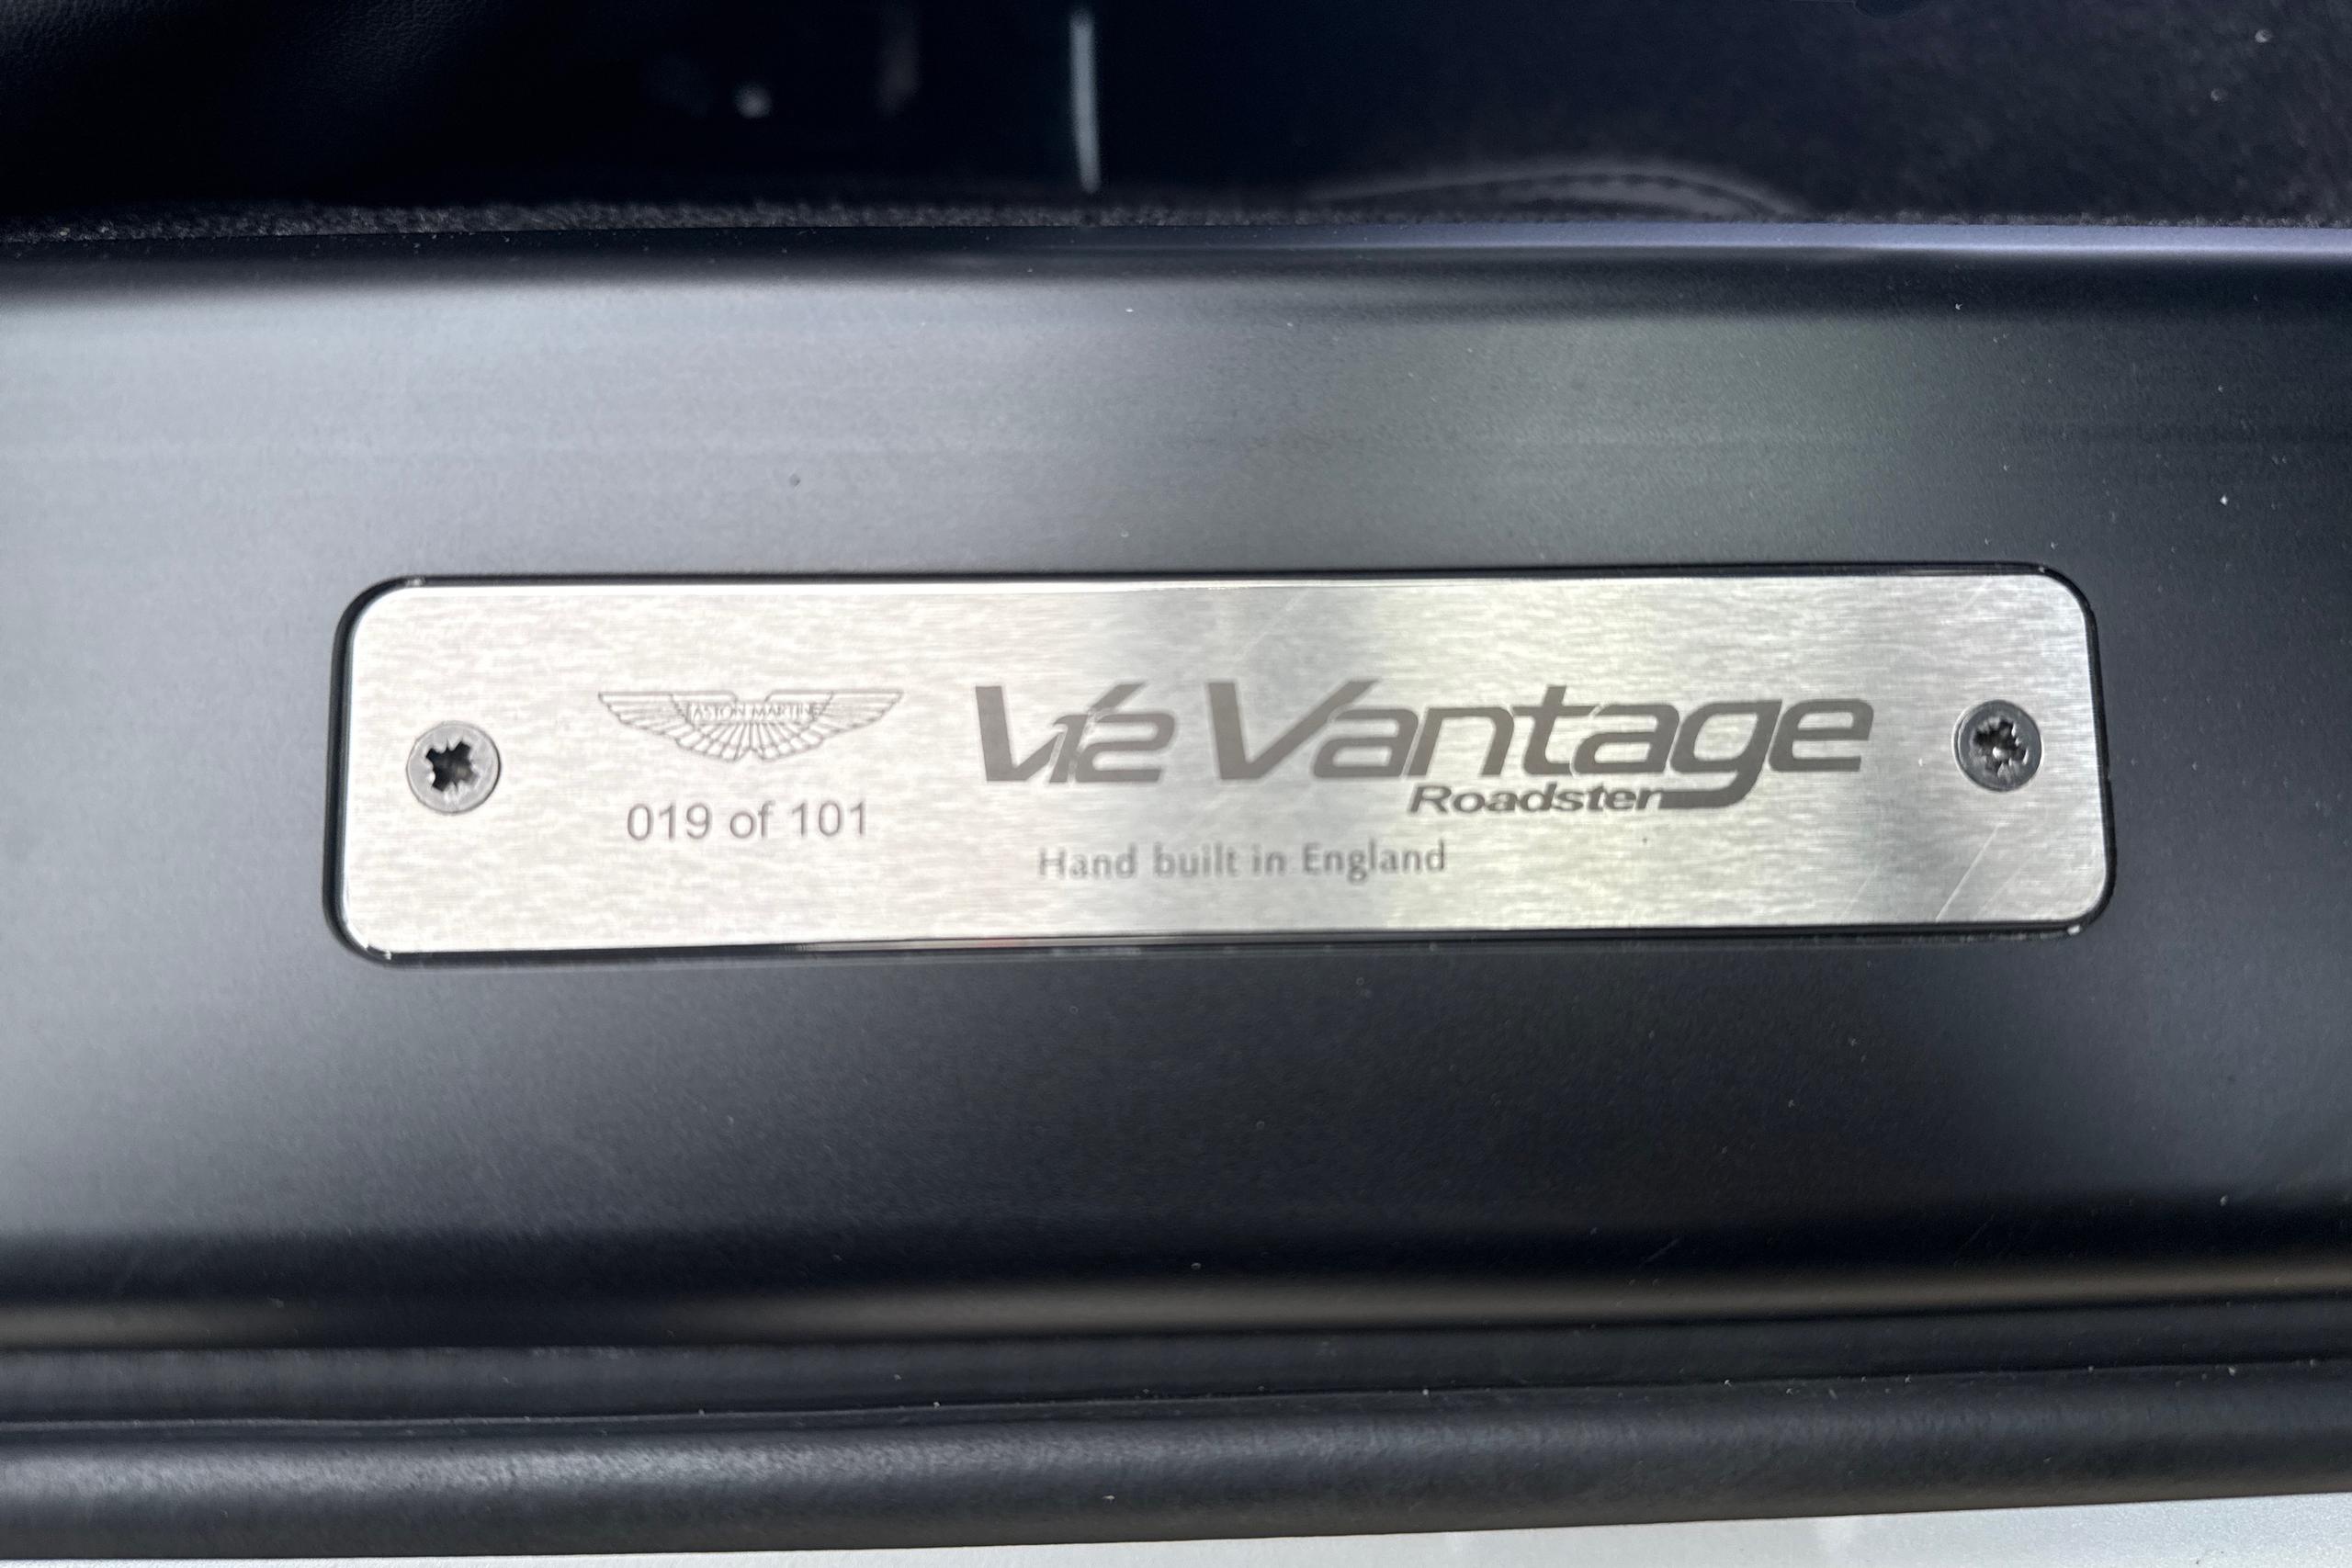 ASTON MARTIN
019 of 101
V12 Vantage
Roadster
Hand built in England